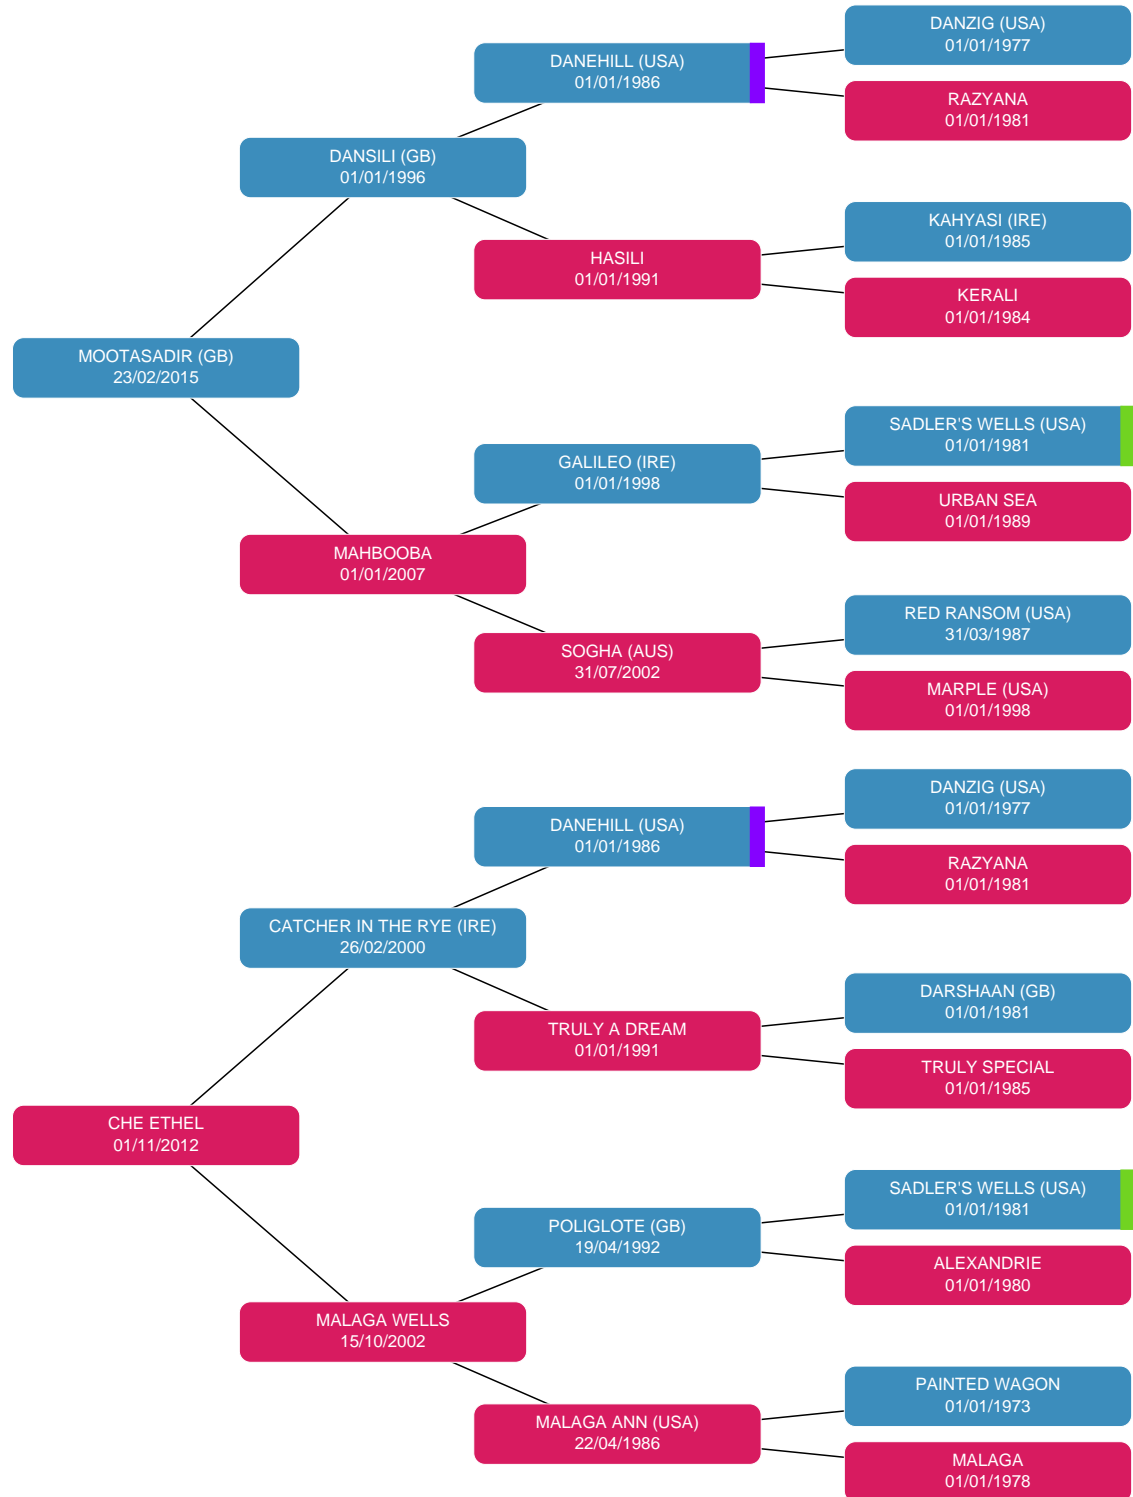 DANZIG (USA)
01/01/1977
DANEHILL (USA)
01/01/1986
RAZYANA
01/01/1981
DANSILI (GB)
01/01/1996
KAHYASI (IRE)
01/01/1985
HASILI
01/01/1991
KERALI
01/01/1984
MOOTASADIR (GB)
23/02/2015
SADLER'S WELLS (USA)
01/01/1981
GALILEO (IRE)
01/01/1998
URBAN SEA
01/01/1989
MAHBOOBA
01/01/2007
RED RANSOM (USA)
31/03/1987
SOGHA (AUS)
31/07/2002
MARPLE (USA)
01/01/1998
DANZIG (USA)
01/01/1977
DANEHILL (USA)
01/01/1986
RAZYANA
01/01/1981
CATCHER IN THE RYE (IRE)
26/02/2000
DARSHAAN (GB)
01/01/1981
TRULY A DREAM
01/01/1991
TRULY SPECIAL
01/01/1985
CHE ETHEL
01/11/2012
SADLER'S WELLS (USA)
01/01/1981
POLIGLOTE (GB)
19/04/1992
ALEXANDRIE
01/01/1980
MALAGA WELLS
15/10/2002
PAINTED WAGON
01/01/1973
MALAGA ANN (USA)
22/04/1986
MALAGA
01/01/1978